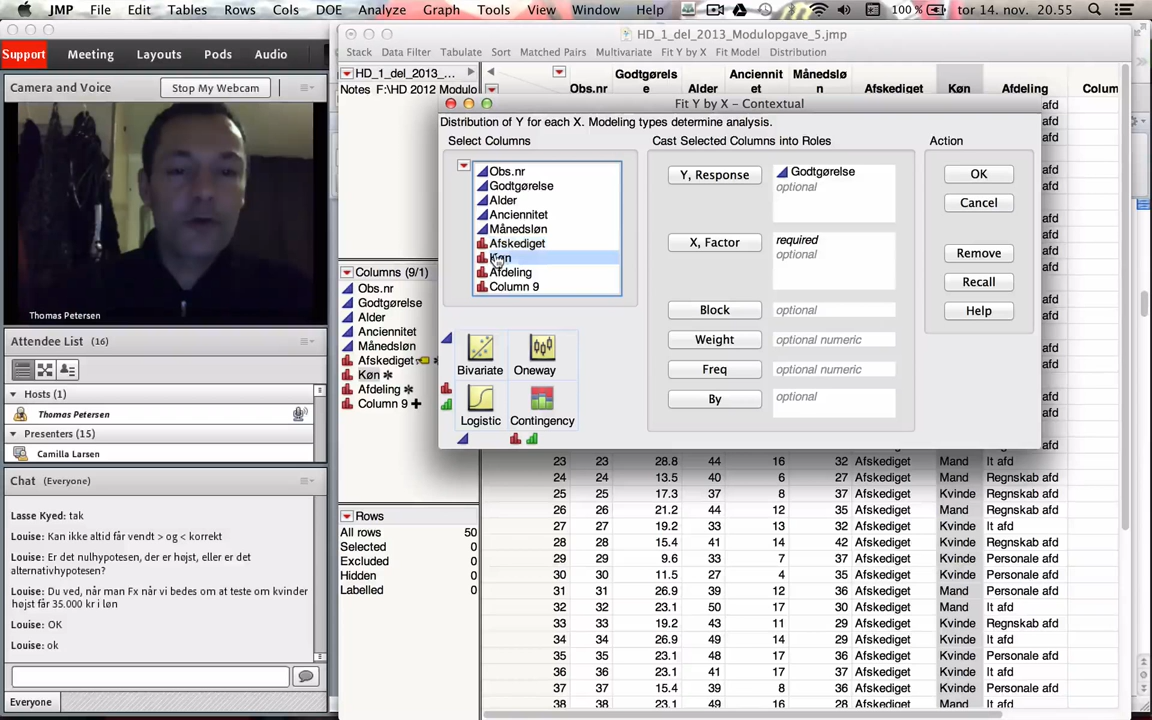 JMP File Edit Tables Rows Cols DOE Analyze Graph Tools View Window Help 100 % tor 14. nov. 20.55
Support Meeting Layouts Pods Audio
Camera and Voice Stop My Webcam
Thomas Petersen
Attendee List (16)
Hosts (1)
Thomas Petersen
Presenters (15)
Camilla Larsen
Chat (Everyone)
Lasse Kyed: tak
Louise: Kan ikke altid får vendt > og < korrekt
Louise: Er det nulhypotesen, der er højst, eller er det
alternativhypotesen?
Louise: Du ved, når man Fx når vi bedes om at teste om kvinder
højst får 35.000 kr i løn
Louise: OK
Louise: ok
Everyone
HD_1_del_2013_Modulopgave_5.jmp
Stack Data Filter Tabulate Sort Matched Pairs Multivariate Fit Y by X Fit Model Distribution
HD_1_del_2013_...
Notes F:\HD 2012 Modulo
Columns (9/1)
Obs.nr
Godtgørelse
Alder
Anciennitet
Månedsløn
Afskediget
Køn
Afdeling
Column 9
Rows
All rows 50
Selected 0
Excluded 0
Hidden 0
Labelled 0
Obs.nr Godtgørels
e Alder Anciennit
et Månedslø
n Afskediget Køn Afdeling Colum
Fit Y by X – Contextual
Distribution of Y for each X. Modeling types determine analysis.
Select Columns
Obs.nr
Godtgørelse
Alder
Anciennitet
Månedsløn
Afskediget
Køn
Afdeling
Column 9
Bivariate Oneway
Logistic Contingency
Cast Selected Columns into Roles
Y, Response Godtgørelse
optional
X, Factor required
optional
Block optional
Weight optional numeric
Freq optional numeric
By optional
Action
OK
Cancel
Remove
Recall
Help
23 23 28.8 44 16 32 Afskediget Mand It afd
24 24 13.5 40 6 27 Afskediget Mand Regnskab afd
25 25 17.3 37 8 37 Afskediget Kvinde Regnskab afd
26 26 21.2 44 12 35 Afskediget Mand Regnskab afd
27 27 19.2 33 13 32 Afskediget Kvinde It afd
28 28 15.4 41 14 29 Afskediget Kvinde Regnskab afd
29 29 9.6 33 7 37 Afskediget Kvinde Personale afd
30 30 11.5 27 4 35 Afskediget Kvinde Personale afd
31 31 26.9 39 12 36 Afskediget Mand Personale afd
32 32 23.1 50 17 30 Afskediget Mand It afd
33 33 19.2 43 11 29 Afskediget Kvinde Regnskab afd
34 34 26.9 49 14 29 Afskediget Kvinde It afd
35 35 23.1 48 17 36 Afskediget Kvinde Personale afd
36 36 23.1 41 17 37 Afskediget Kvinde It afd
37 37 15.4 39 8 36 Afskediget Kvinde Personale afd
38 38 23.1 51 14 30 Afskediget Mand It afd